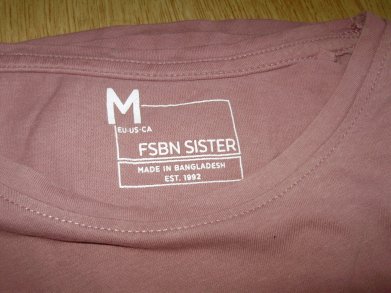 M
EU·US·CA
FSBN SISTER
MADE IN BANGLADESH
EST. 1992